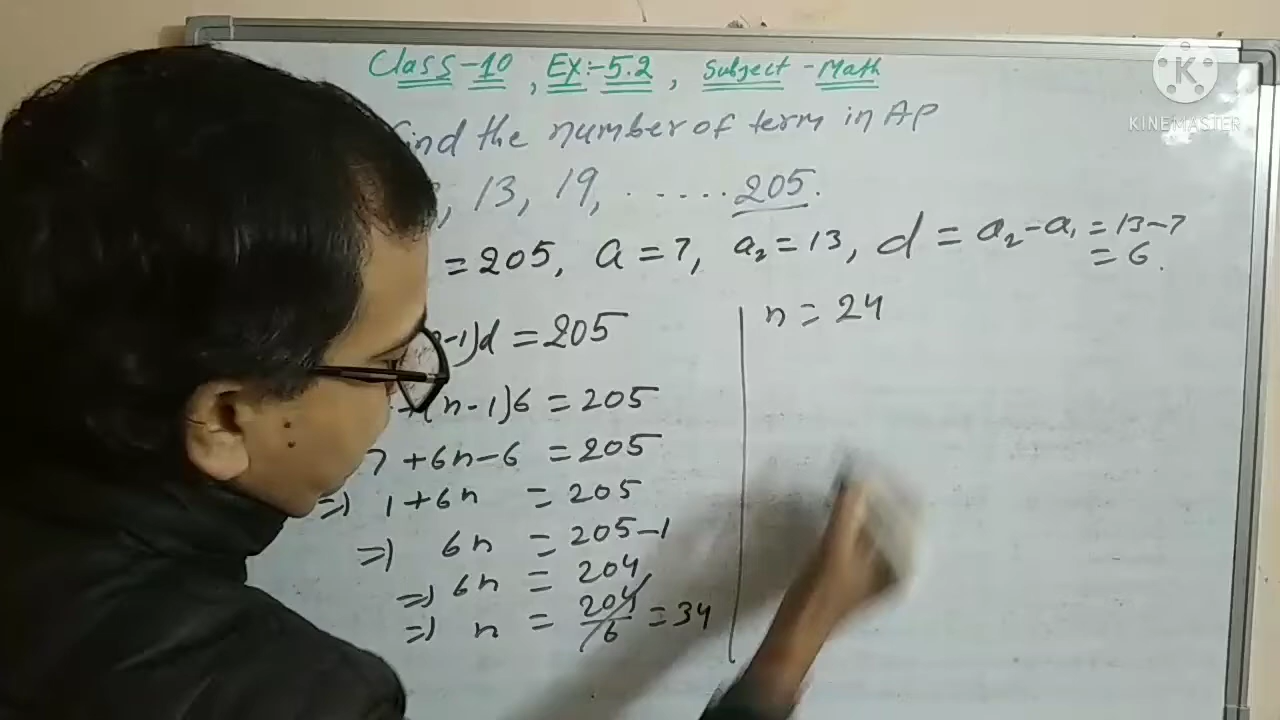 Class-10, Ex:-5.2, Subject-Math
ind the number of term in AP
, 13, 19, ......205.
= 205, a = 7, a₂ = 13, d = a₂-a₁ = 13-7
= 6.
-1)d = 205
+(n-1)6 = 205
7 +6n-6 = 205
=) 1+6n = 205
=) 6n = 205-1
=) 6n = 204
=) n = 204/6 = 34
n = 24
K
KINEMASTER